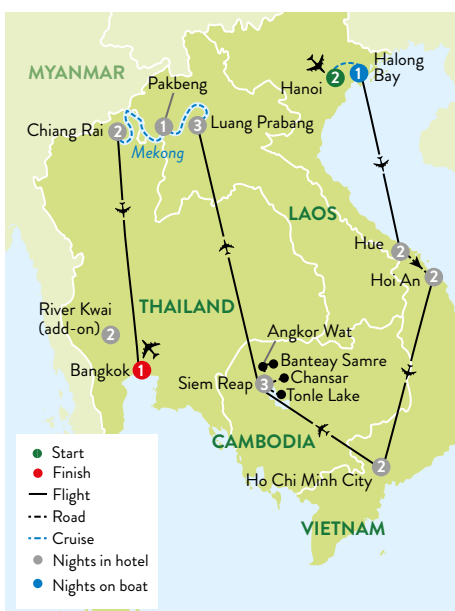 Halong
Bay
1
2
Hanoi
MYANMAR
Pakbeng
Chiang Rai
2
1
3
Luang Prabang
Mekong
LAOS
Hue
2
Hoi An
2
THAILAND
River Kwai
(add-on)
2
Angkor Wat
Banteay Samre
Chansar
Bangkok
1
Siem Reap
3
Tonle Lake
CAMBODIA
Ho Chi Minh City
2
VIETNAM
Start
Finish
Flight
Road
Cruise
Nights in hotel
Nights on boat